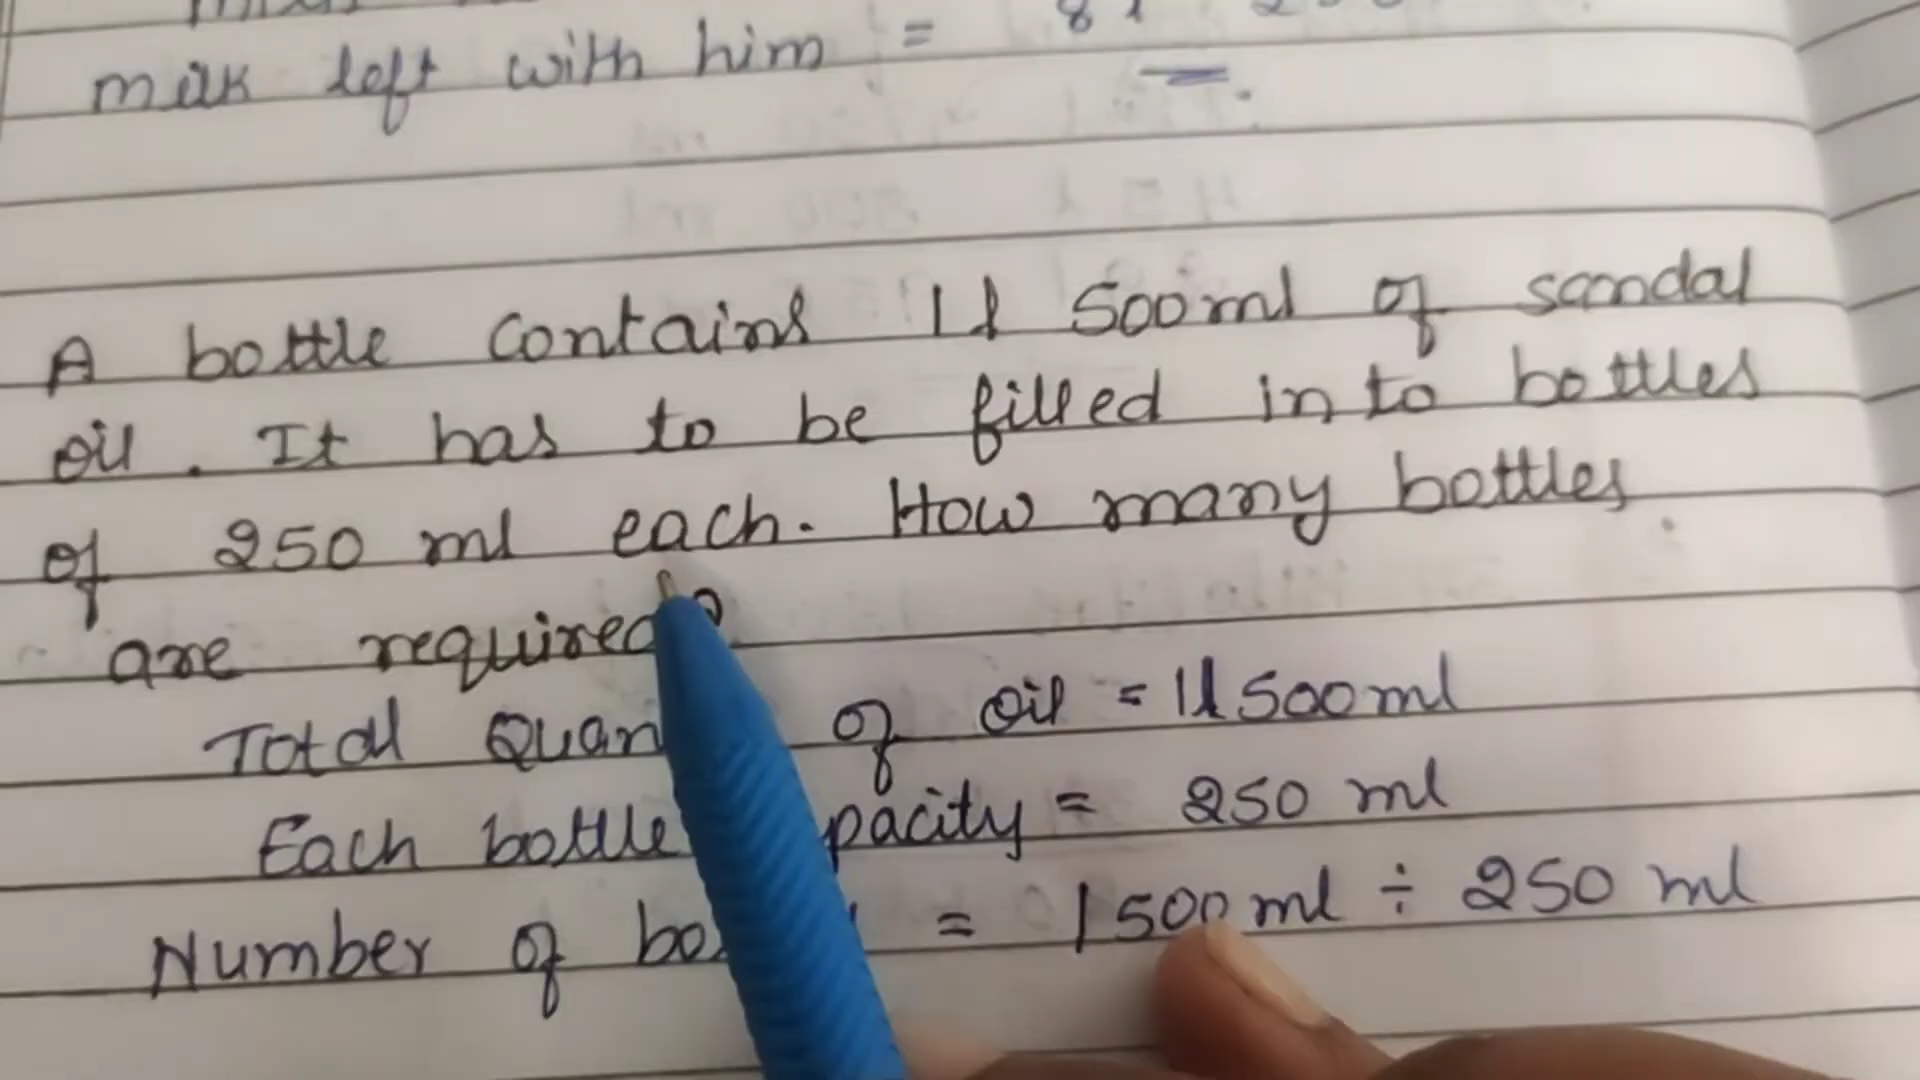 milk left with him = 8l
A bottle contains 1l 500ml of sandal
oil. It has to be filled in to bottles
of 250 ml each. How many bottles
are required?
Total Quan of oil = 1l 500ml
Each bottle pacity = 250 ml
Number of bo = 1500ml ÷ 250 ml